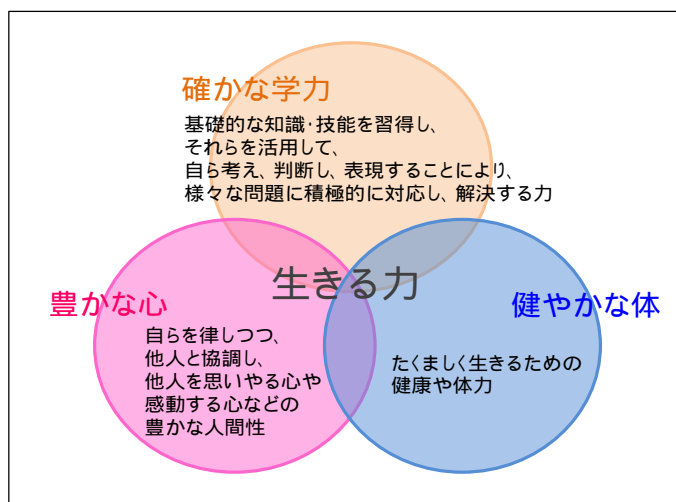 確かな学力
基礎的な知識・技能を習得し、
それらを活用して、
自ら考え、判断し、表現することにより、
様々な問題に積極的に対応し、解決する力
生きる力
豊かな心
自らを律しつつ、
他人と協調し、
他人を思いやる心や
感動する心などの
豊かな人間性
健やかな体
たくましく生きるための
健康や体力